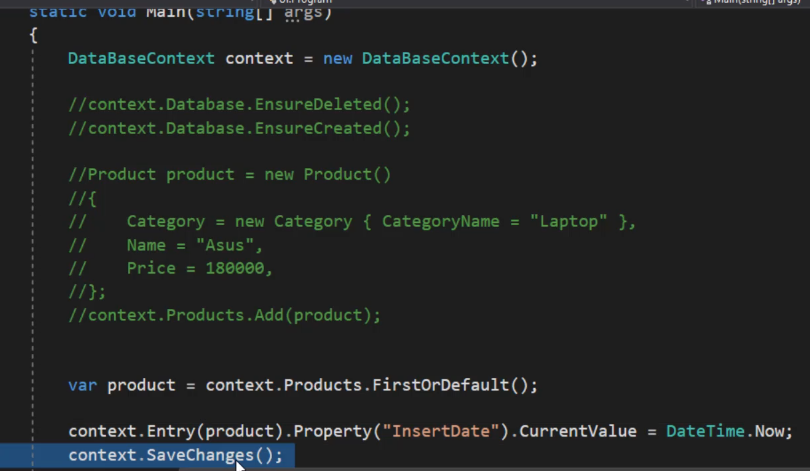 static void Main(string[] args)
{
DataBaseContext context = new DataBaseContext();
//context.Database.EnsureDeleted();
//context.Database.EnsureCreated();
//Product product = new Product()
//{
//    Category = new Category { CategoryName = "Laptop" },
//    Name = "Asus",
//    Price = 180000,
//};
//context.Products.Add(product);
var product = context.Products.FirstOrDefault();
context.Entry(product).Property("InsertDate").CurrentValue = DateTime.Now;
context.SaveChanges();